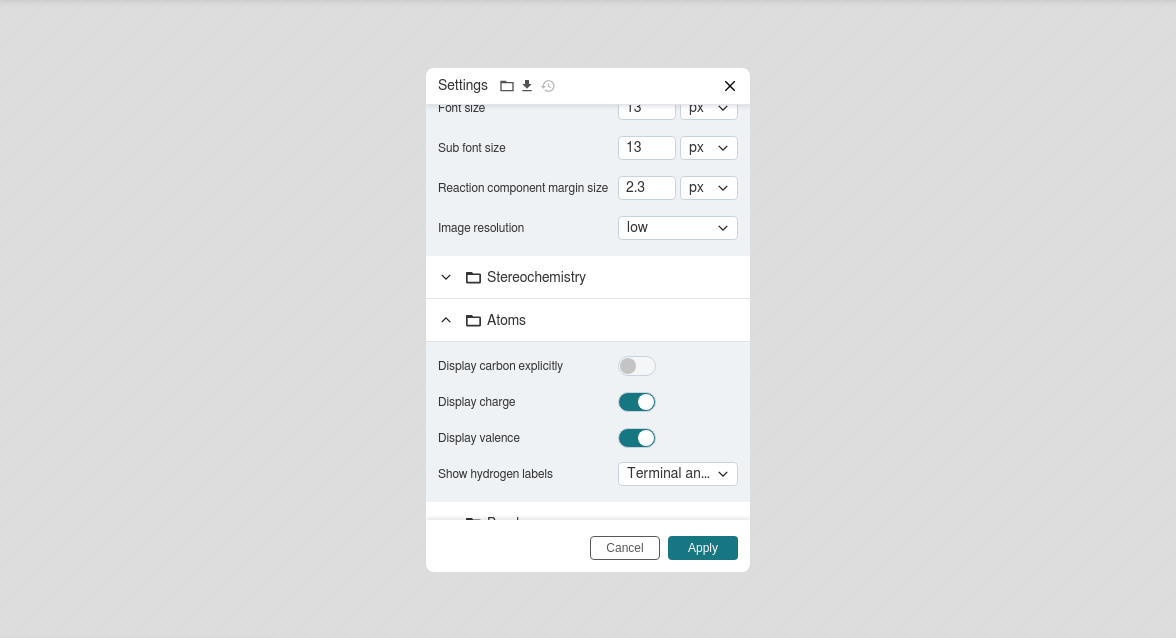 Settings
Font size 13 px
Sub font size 13 px
Reaction component margin size 2.3 px
Image resolution low
Stereochemistry
Atoms
Display carbon explicitly
Display charge
Display valence
Show hydrogen labels Terminal an...
Cancel Apply